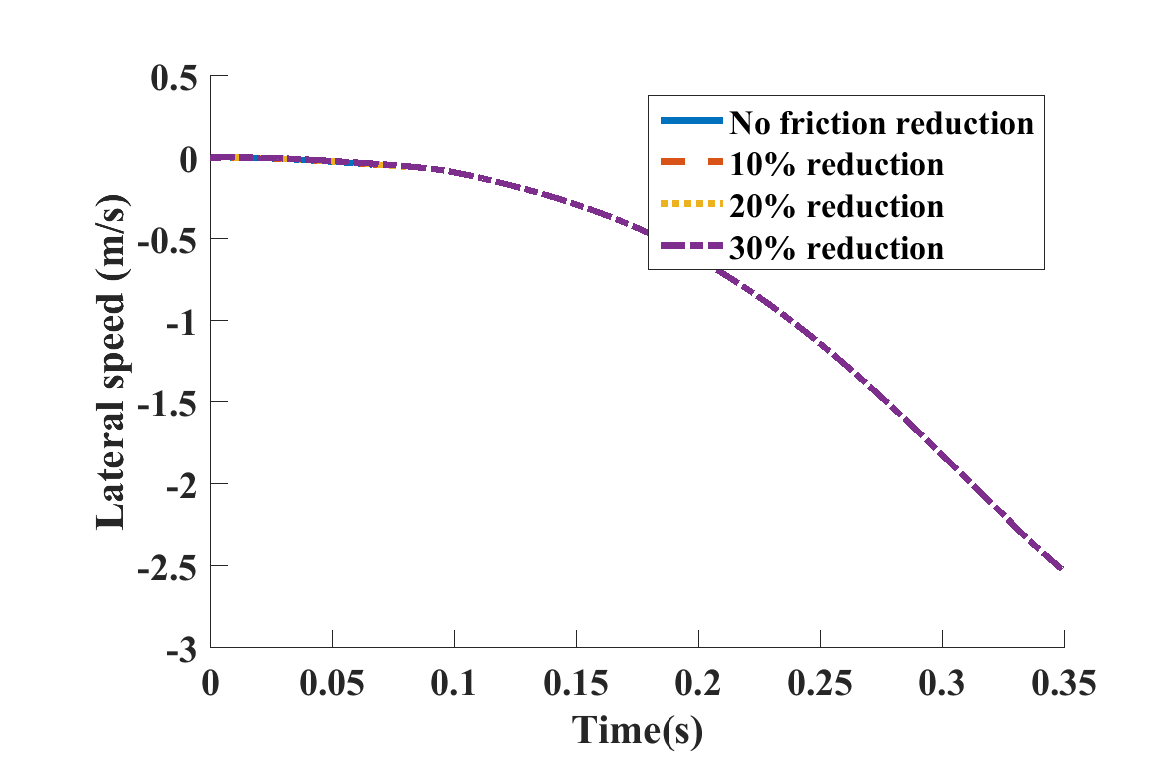 0.5
0
-0.5
-1
-1.5
-2
-2.5
-3
Lateral speed (m/s)
No friction reduction
10% reduction
20% reduction
30% reduction
0 0.05 0.1 0.15 0.2 0.25 0.3 0.35
Time(s)